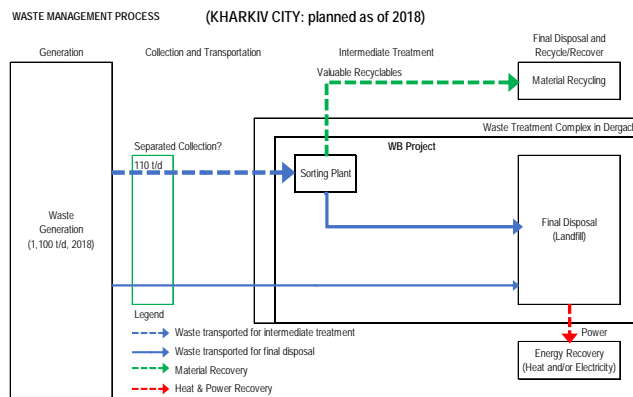 WASTE MANAGEMENT PROCESS
(KHARKIV CITY: planned as of 2018)
Generation
Collection and Transportation
Intermediate Treatment
Final Disposal and
Recycle/Recover
Valuable Recyclables
Material Recycling
Waste Treatment Complex in Dergach
Separated Collection?
WB Project
110 t/d
Sorting Plant
Waste
Generation
(1,100 t/d, 2018)
Final Disposal
(Landfill)
Legend
Waste transported for intermediate treatment
Waste transported for final disposal
Material Recovery
Heat & Power Recovery
Power
Energy Recovery
(Heat and/or Electricity)